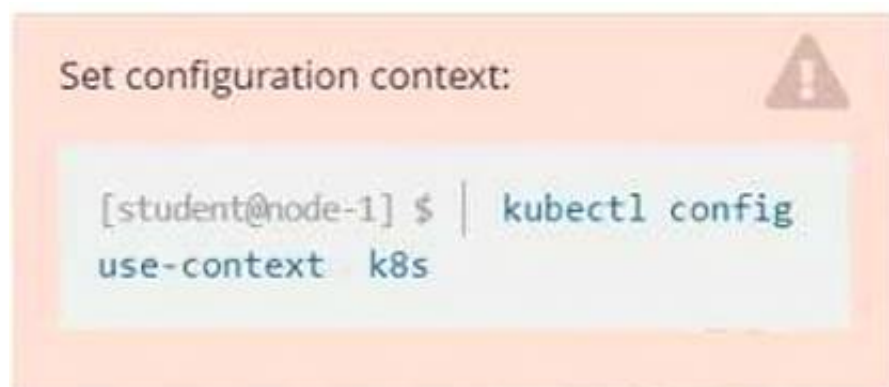 Set configuration context:
[student@node-1] $ | kubectl config
use-context k8s